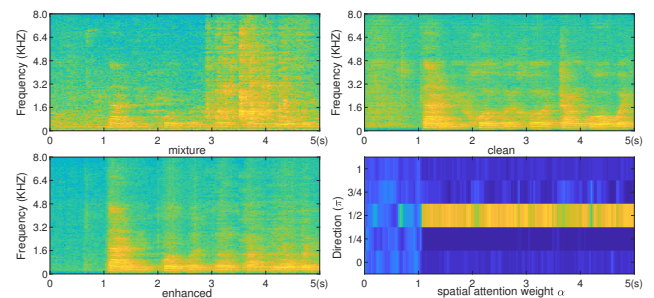 8.0
6.4
4.8
3.2
1.6
0
Frequency (KHZ)
0 1 2 3 4 5(s)
mixture
8.0
6.4
4.8
3.2
1.6
0
Frequency (KHZ)
0 1 2 3 4 5(s)
clean
8.0
6.4
4.8
3.2
1.6
0
Frequency (KHZ)
0 1 2 3 4 5(s)
enhanced
1
3/4
1/2
1/4
0
Direction (π)
0 1 2 3 4 5(s)
spatial attention weight α